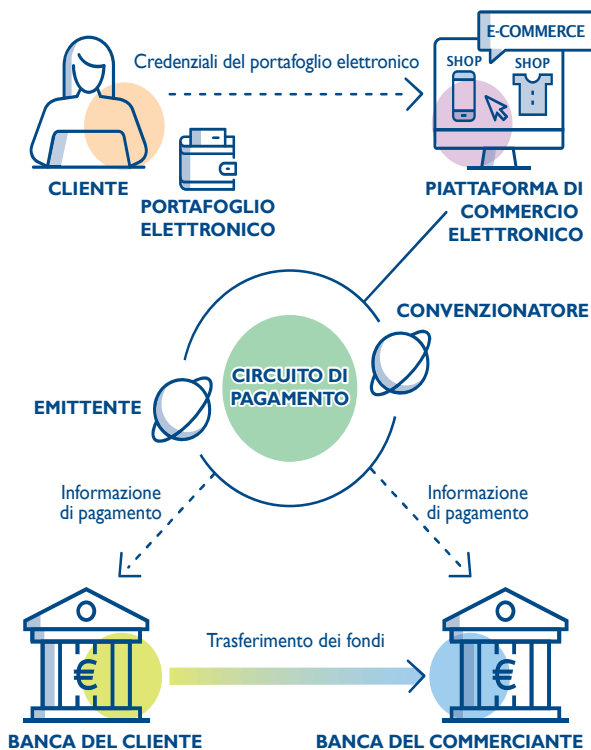 E-COMMERCE
Credenziali del portafoglio elettronico
SHOP
SHOP
CLIENTE
PORTAFOGLIO
ELETTRONICO
PIATTAFORMA DI
COMMERCIO
ELETTRONICO
CONVENZIONATORE
CIRCUITO DI
PAGAMENTO
EMITTENTE
Informazione
di pagamento
Informazione
di pagamento
Trasferimento dei fondi
€
€
BANCA DEL CLIENTE
BANCA DEL COMMERCIANTE